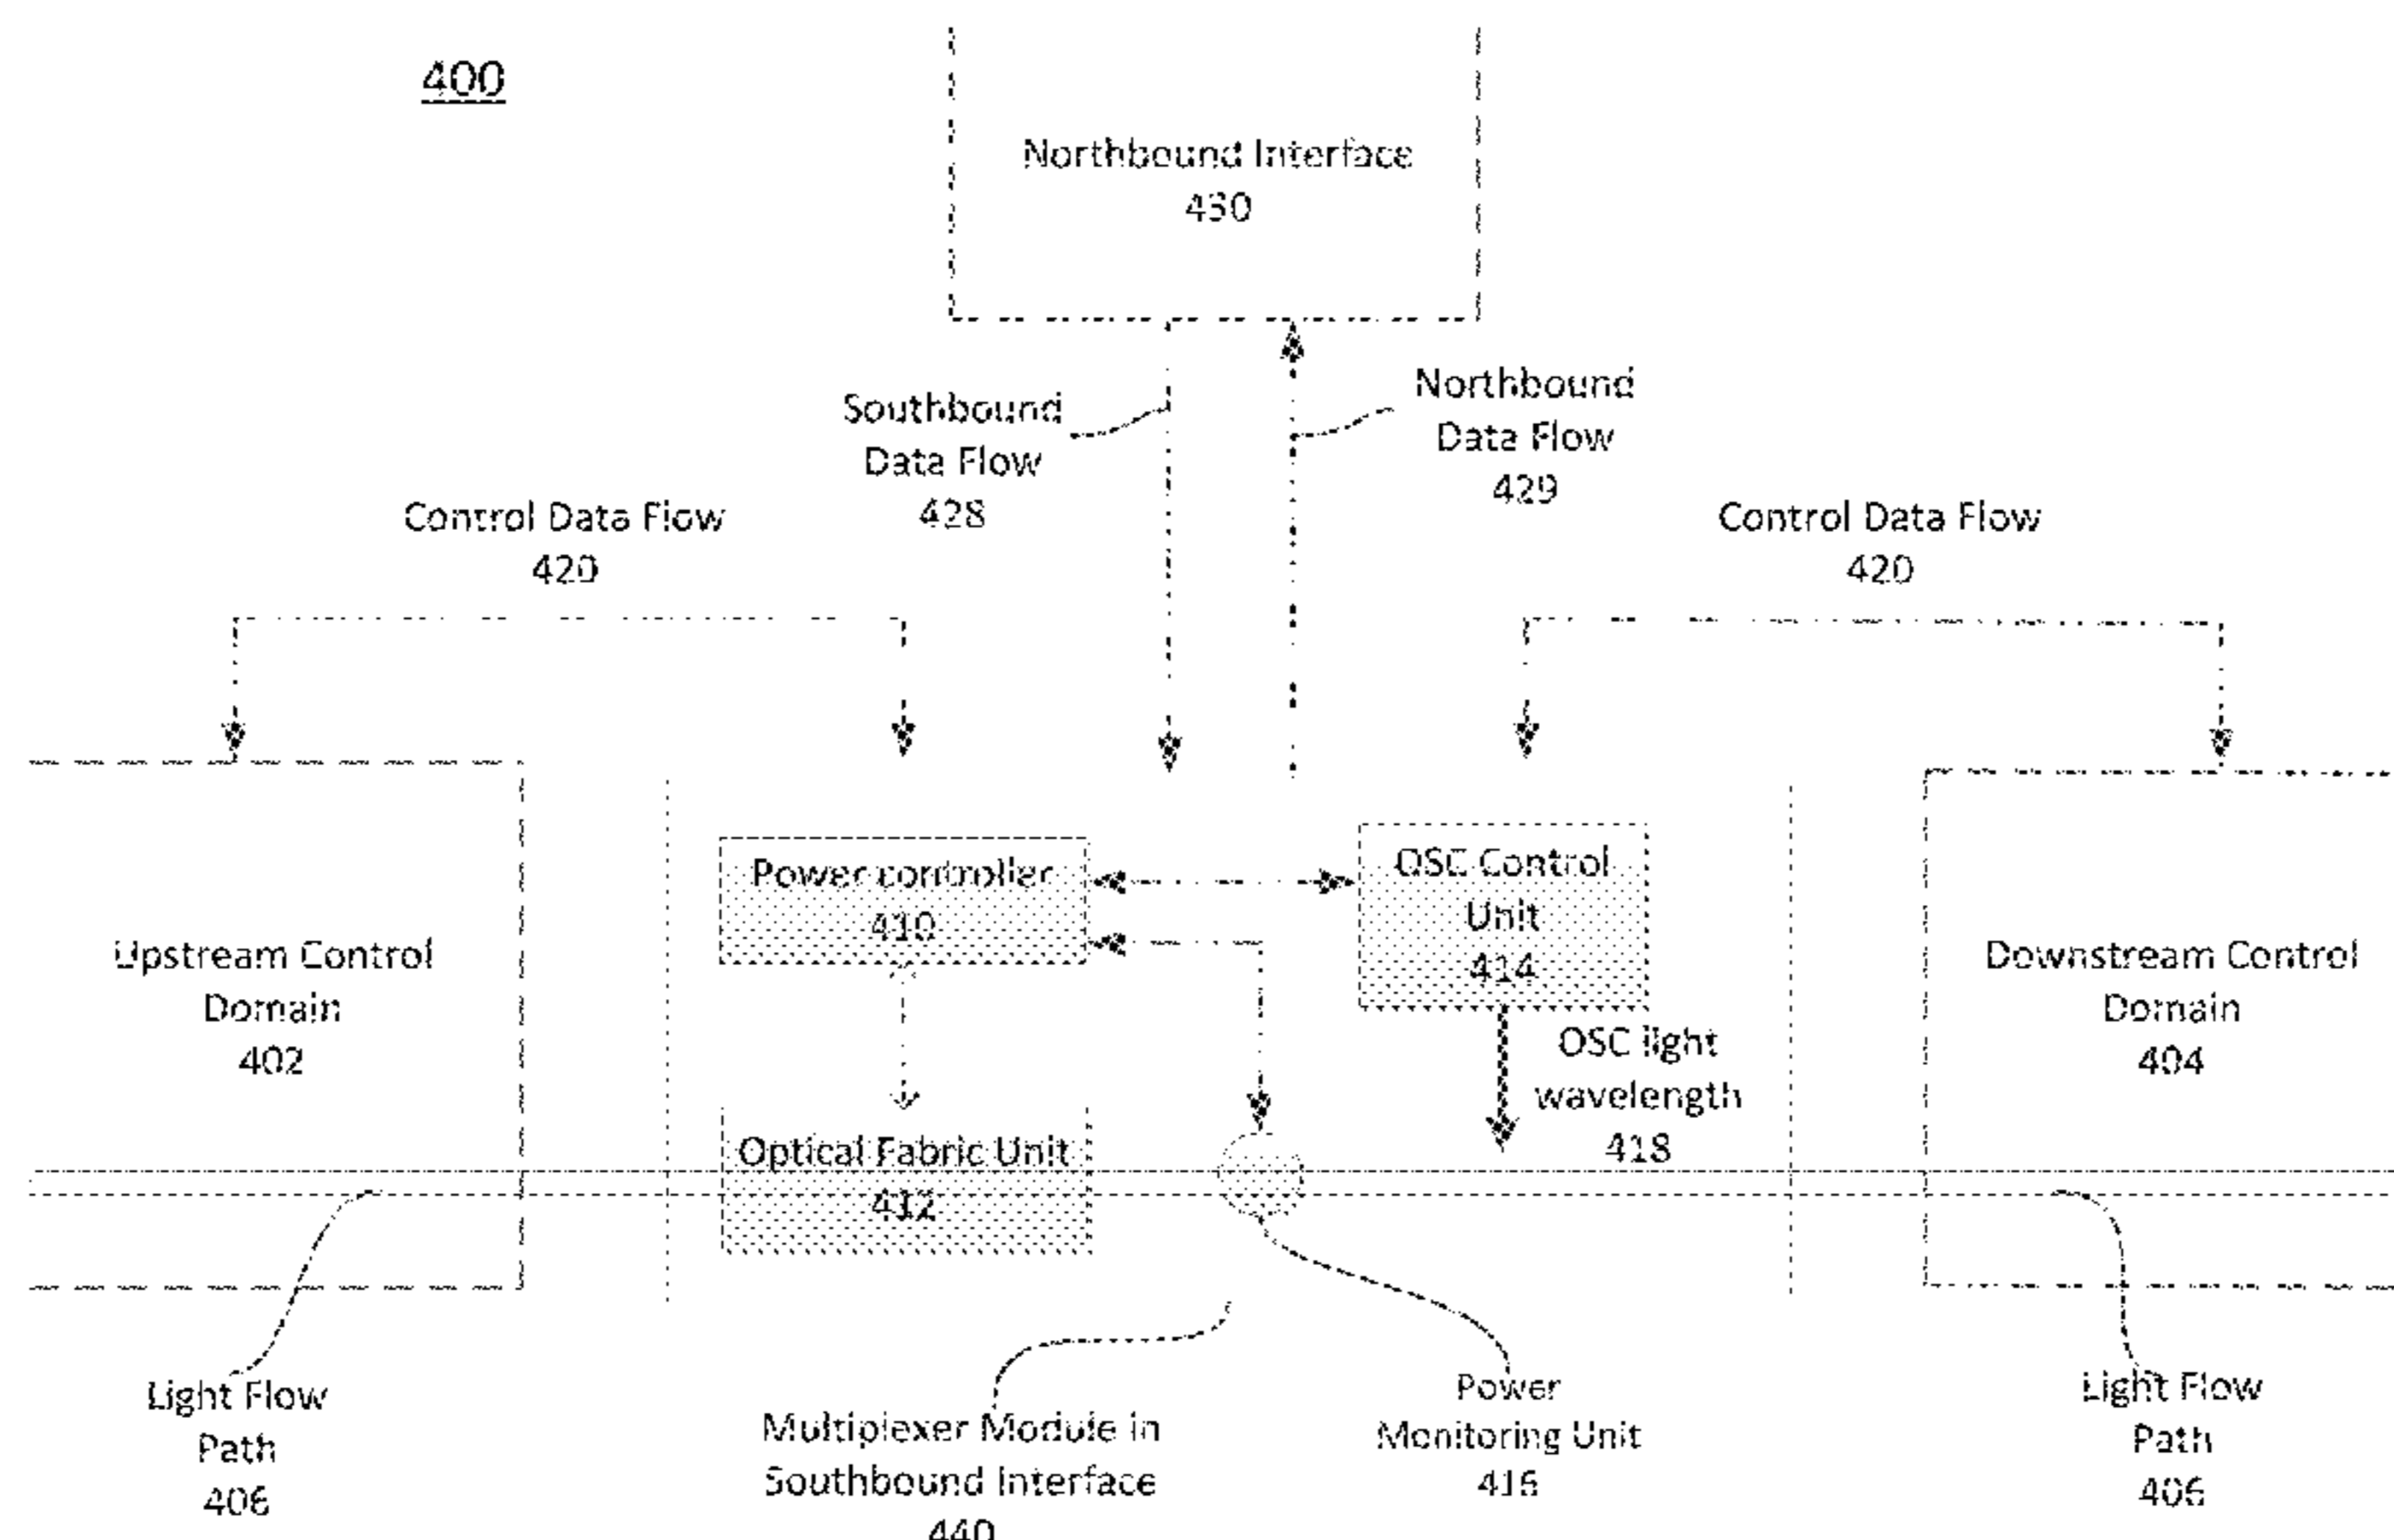 400
Northbound Interface
430
Southbound
Data Flow
428
Northbound
Data Flow
429
Control Data Flow
420
Control Data Flow
420
Upstream Control
Domain
402
Power controller
410
OSC Control
Unit
414
Downstream Control
Domain
404
OSC light
wavelength
418
Optical Fabric Unit
412
Light Flow
Path
406
Multiplexer Module in
Southbound Interface
440
Power
Monitoring Unit
416
Light Flow
Path
406